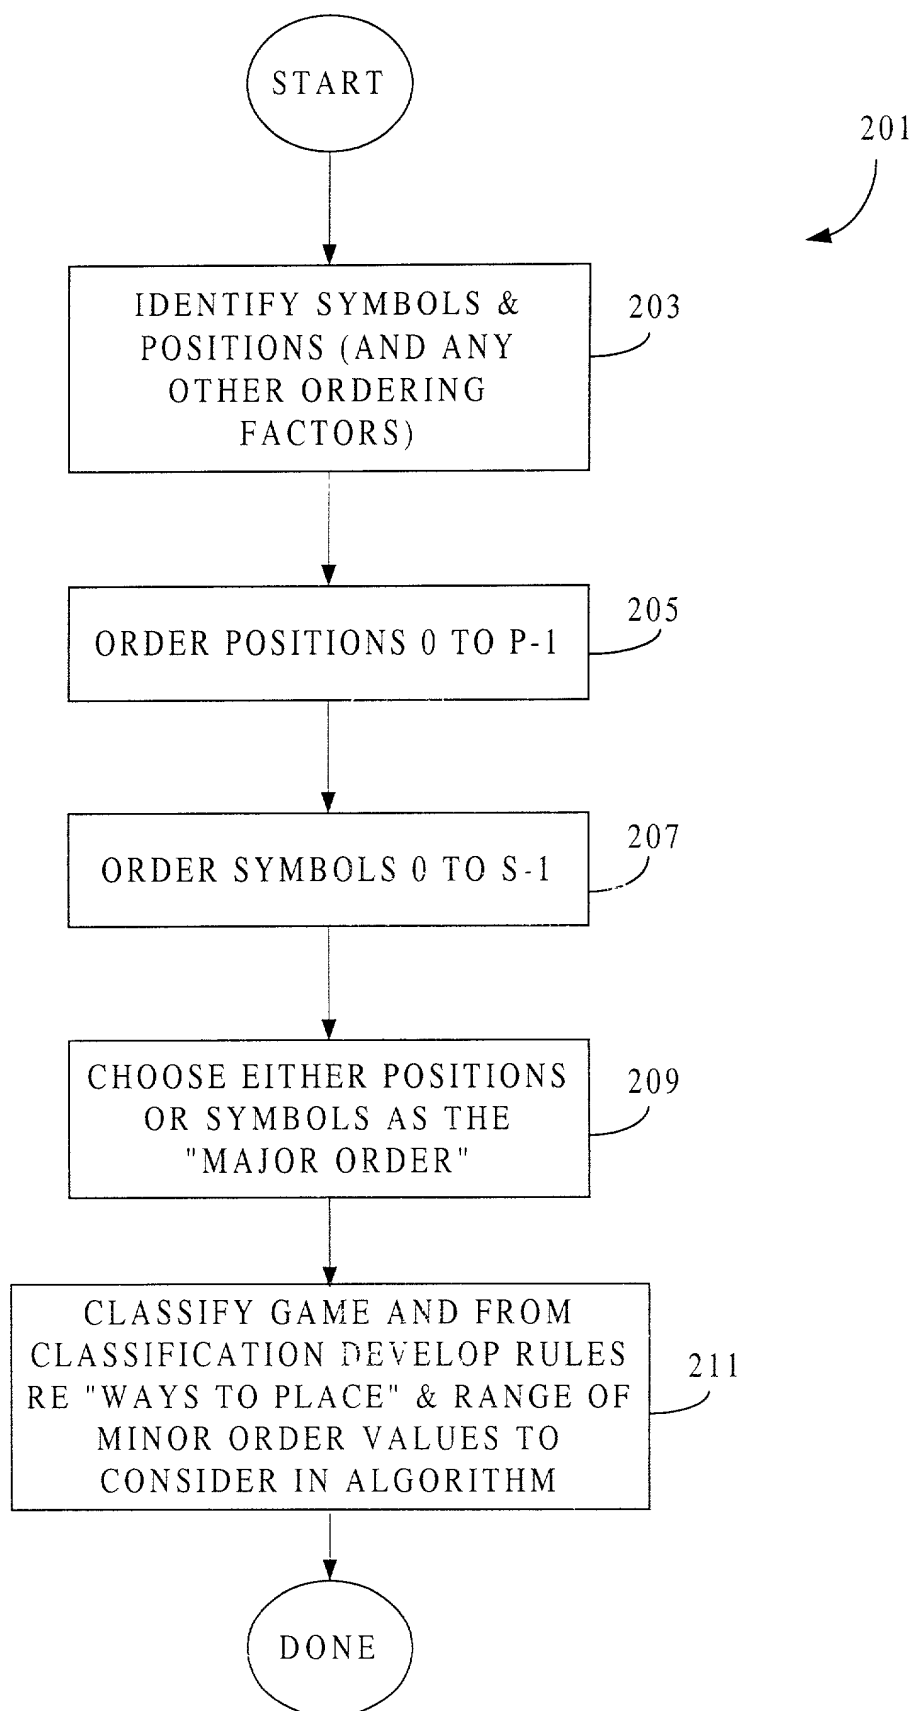 START
201
IDENTIFY SYMBOLS &
POSITIONS (AND ANY
OTHER ORDERING
FACTORS)
203
ORDER POSITIONS 0 TO P-1
205
ORDER SYMBOLS 0 TO S-1
207
CHOOSE EITHER POSITIONS
OR SYMBOLS AS THE
"MAJOR ORDER"
209
CLASSIFY GAME AND FROM
CLASSIFICATION DEVELOP RULES
RE "WAYS TO PLACE" & RANGE OF
MINOR ORDER VALUES TO
CONSIDER IN ALGORITHM
211
DONE